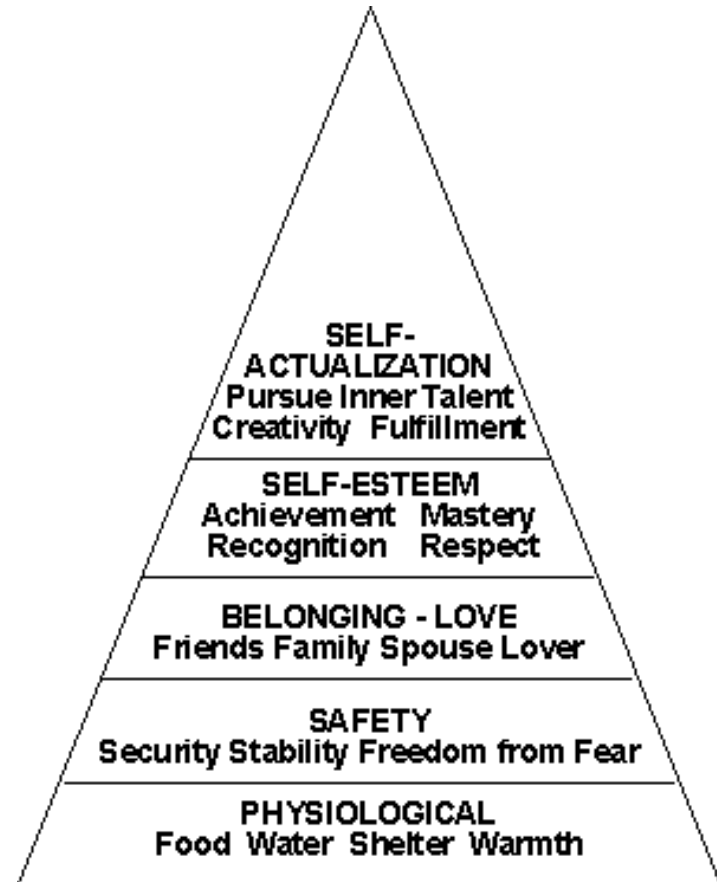 SELF-
ACTUALIZATION
Pursue Inner Talent
Creativity Fulfillment
SELF-ESTEEM
Achievement Mastery
Recognition Respect
BELONGING - LOVE
Friends Family Spouse Lover
SAFETY
Security Stability Freedom from Fear
PHYSIOLOGICAL
Food Water Shelter Warmth